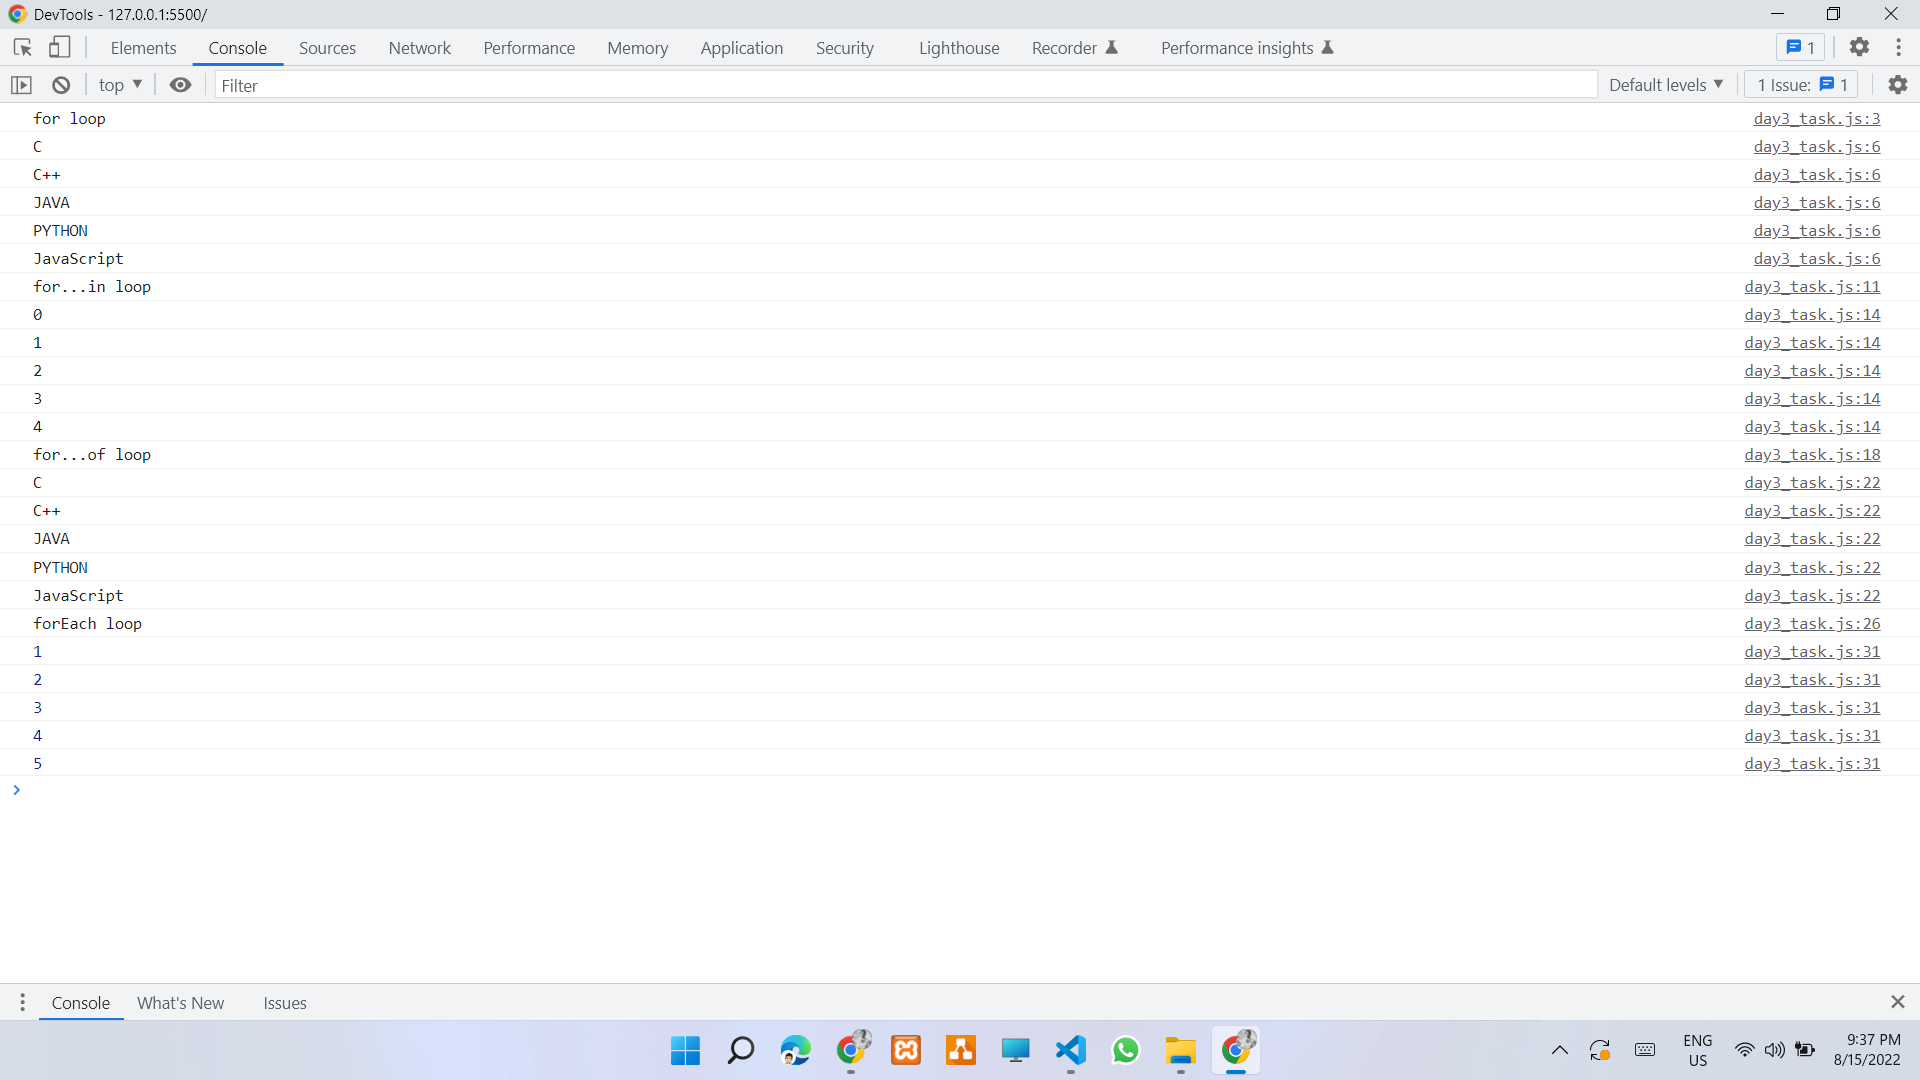 DevTools - 127.0.0.1:5500/
Elements Console Sources Network Performance Memory Application Security Lighthouse Recorder Performance insights 1
top Filter Default levels 1 Issue: 1
for loop day3_task.js:3
C day3_task.js:6
C++ day3_task.js:6
JAVA day3_task.js:6
PYTHON day3_task.js:6
JavaScript day3_task.js:6
for...in loop day3_task.js:11
0 day3_task.js:14
1 day3_task.js:14
2 day3_task.js:14
3 day3_task.js:14
4 day3_task.js:14
for...of loop day3_task.js:18
C day3_task.js:22
C++ day3_task.js:22
JAVA day3_task.js:22
PYTHON day3_task.js:22
JavaScript day3_task.js:22
forEach loop day3_task.js:26
1 day3_task.js:31
2 day3_task.js:31
3 day3_task.js:31
4 day3_task.js:31
5 day3_task.js:31
Console What's New Issues
ENG 9:37 PM
US 8/15/2022